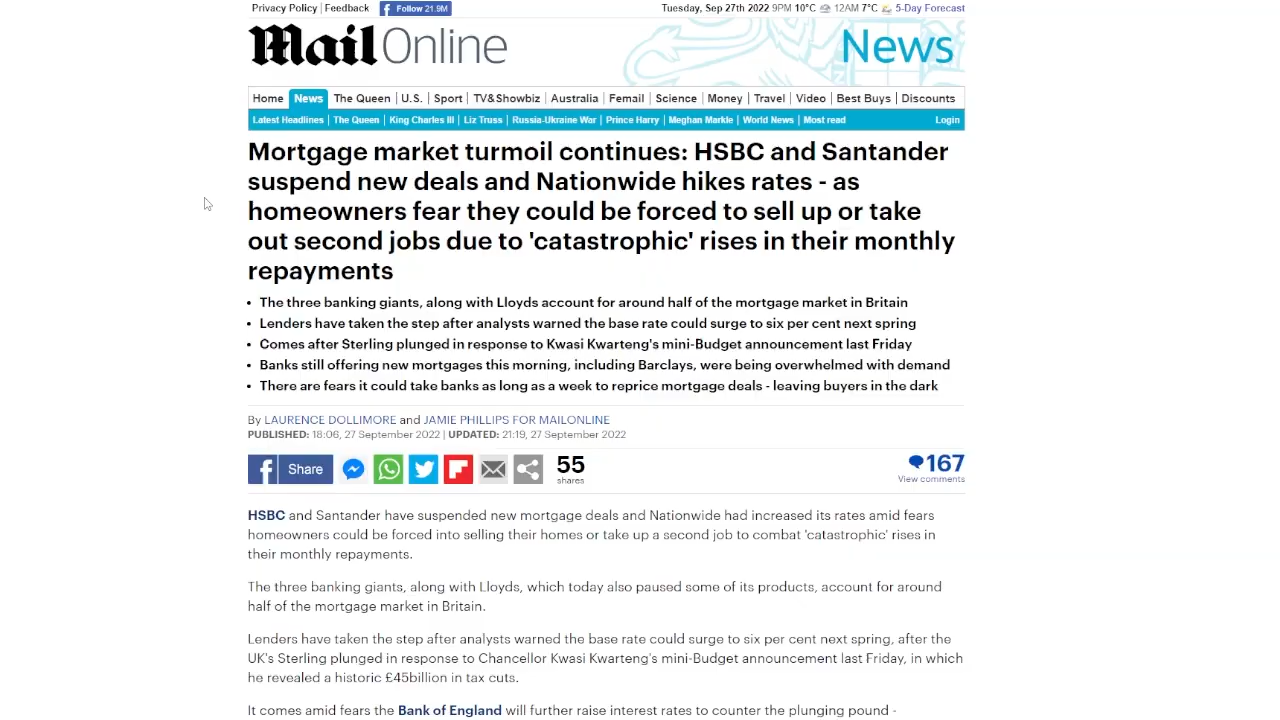 Privacy Policy | Feedback Follow 21.9M Tuesday, Sep 27th 2022 9PM 10°C 12AM 7°C 5-Day Forecast
Mail Online News
Home News The Queen U.S. Sport TV&Showbiz Australia Femail Science Money Travel Video Best Buys Discounts
Latest Headlines The Queen King Charles III Liz Truss Russia-Ukraine War Prince Harry Meghan Markle World News Most read Login
Mortgage market turmoil continues: HSBC and Santander
suspend new deals and Nationwide hikes rates - as
homeowners fear they could be forced to sell up or take
out second jobs due to 'catastrophic' rises in their monthly
repayments
• The three banking giants, along with Lloyds account for around half of the mortgage market in Britain
• Lenders have taken the step after analysts warned the base rate could surge to six per cent next spring
• Comes after Sterling plunged in response to Kwasi Kwarteng's mini-Budget announcement last Friday
• Banks still offering new mortgages this morning, including Barclays, were being overwhelmed with demand
• There are fears it could take banks as long as a week to reprice mortgage deals - leaving buyers in the dark
By LAURENCE DOLLIMORE and JAMIE PHILLIPS FOR MAILONLINE
PUBLISHED: 18:06, 27 September 2022 | UPDATED: 21:19, 27 September 2022
Share 55 167
shares View comments
HSBC and Santander have suspended new mortgage deals and Nationwide had increased its rates amid fears
homeowners could be forced into selling their homes or take up a second job to combat 'catastrophic' rises in
their monthly repayments.
The three banking giants, along with Lloyds, which today also paused some of its products, account for around
half of the mortgage market in Britain.
Lenders have taken the step after analysts warned the base rate could surge to six per cent next spring, after the
UK's Sterling plunged in response to Chancellor Kwasi Kwarteng's mini-Budget announcement last Friday, in which
he revealed a historic £45billion in tax cuts.
It comes amid fears the Bank of England will further raise interest rates to counter the plunging pound -